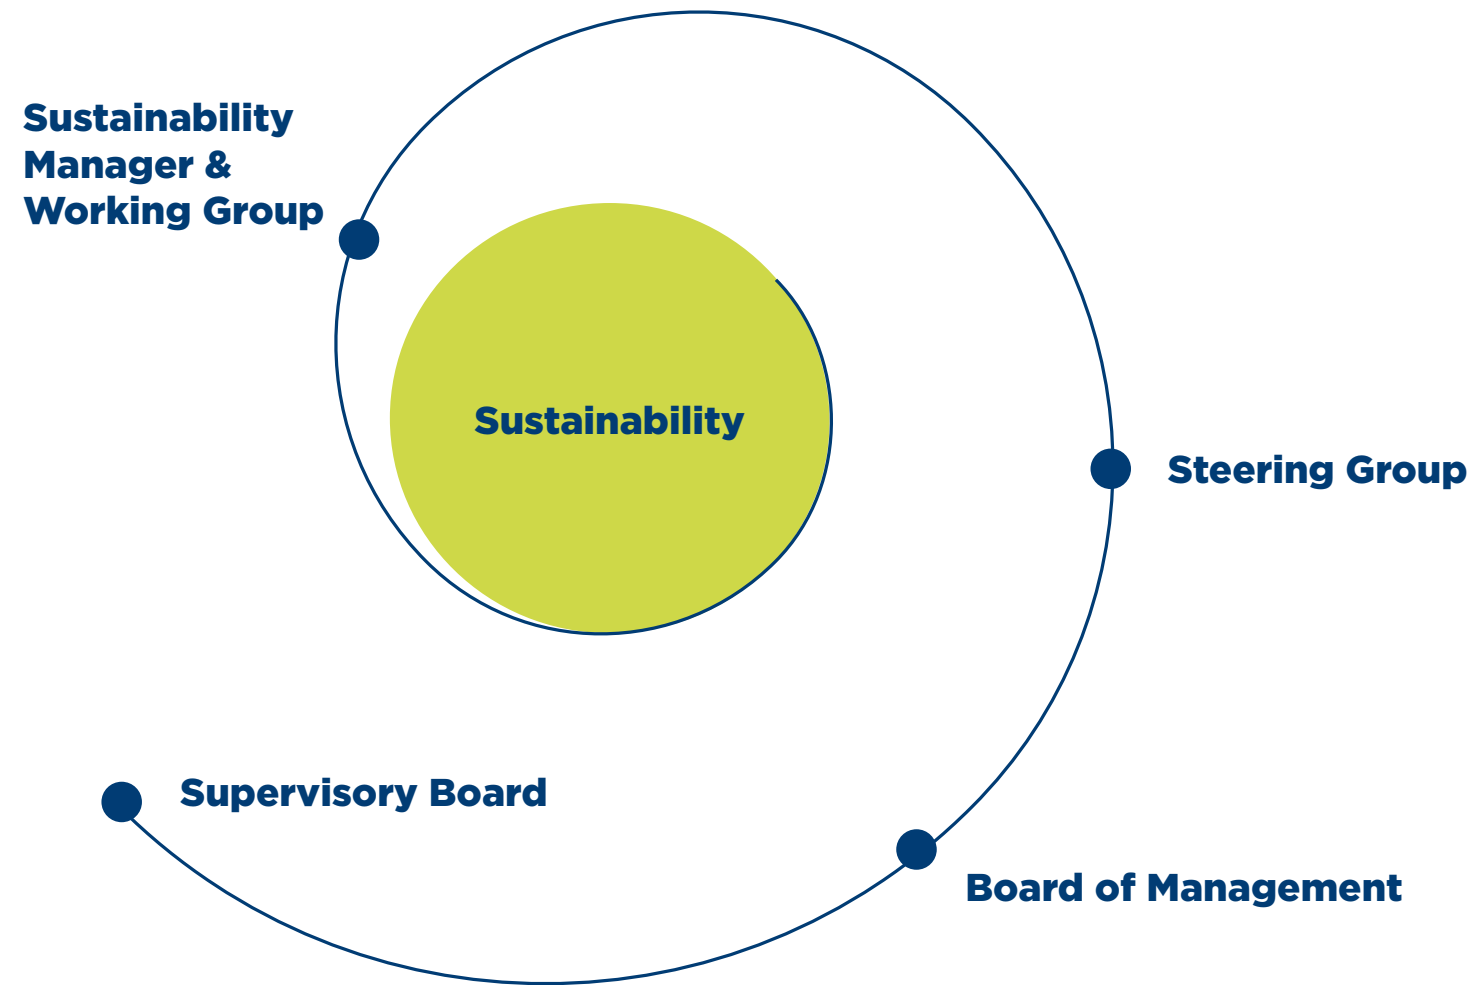 Sustainability
Manager &
Working Group
Sustainability
Steering Group
Supervisory Board
Board of Management